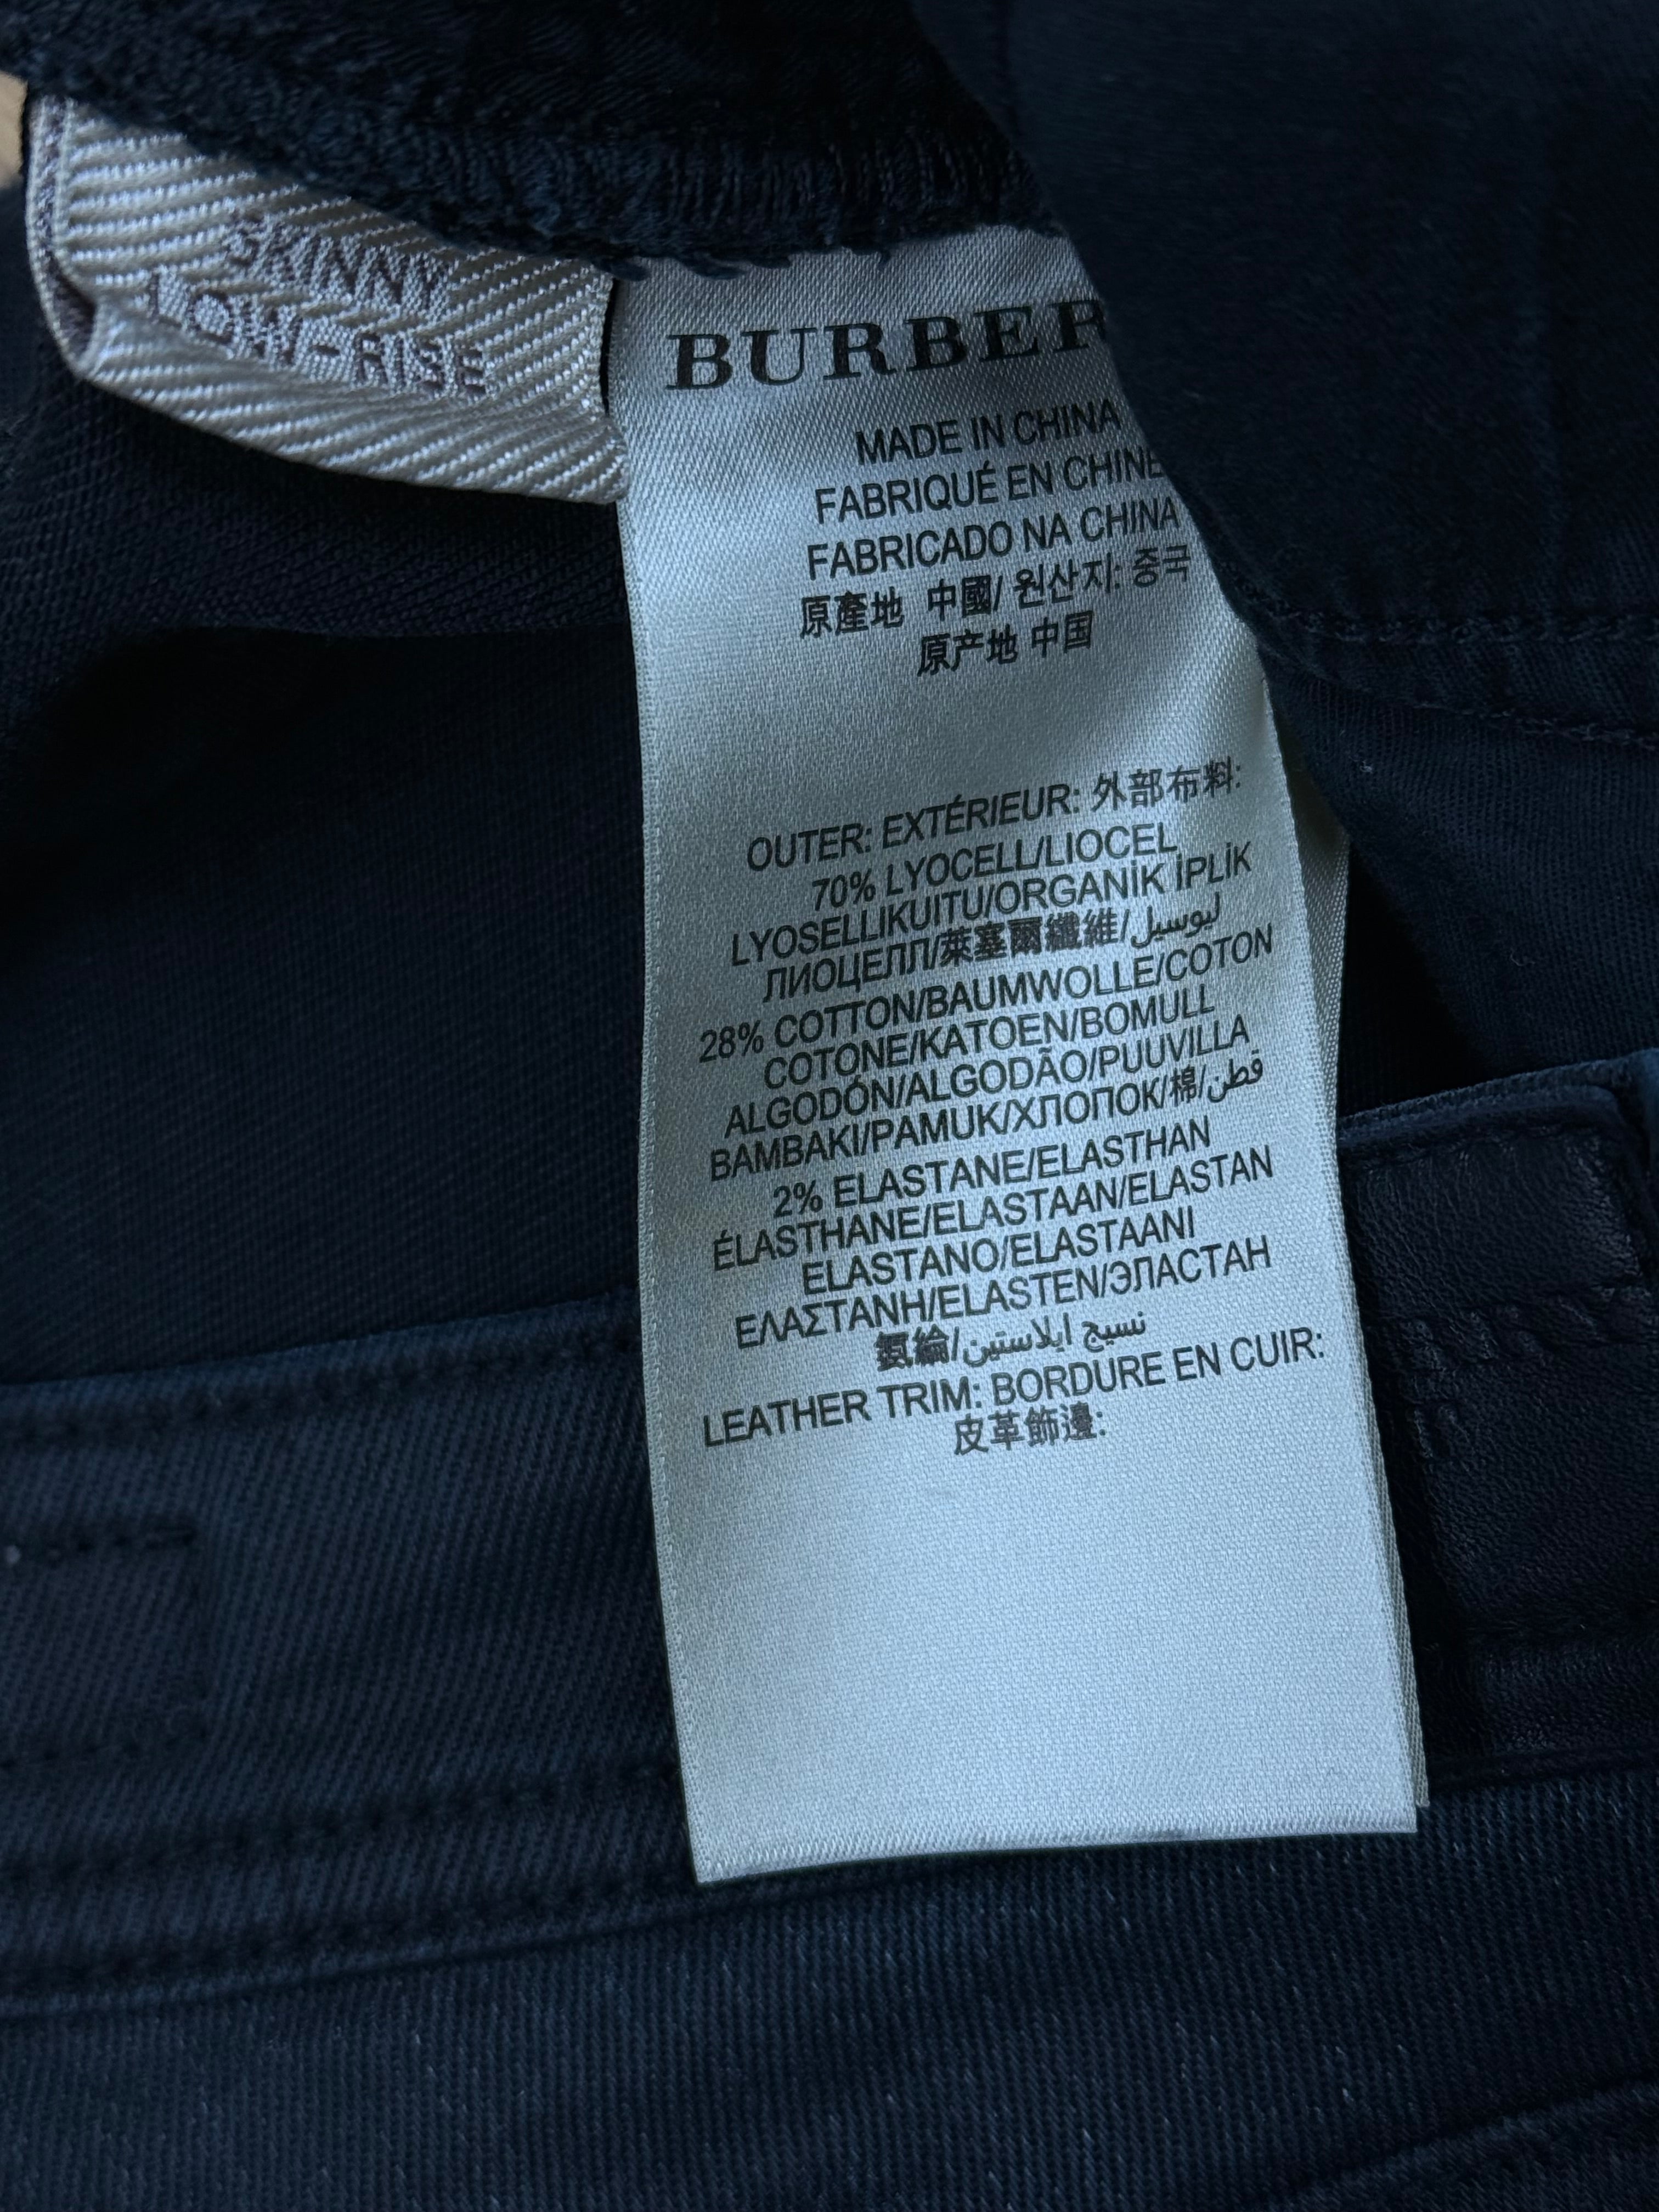 SKINNY
LOW-RISE
BURBER
MADE IN CHINA
FABRIQUÉ EN CHINE
FABRICADO NA CHINA
原產地 中國/ 원산지: 중국
原产地 中国
OUTER: EXTÉRIEUR: 外部布料:
70% LYOCELL/LIOCEL
LYOSELLIKUITU/ORGANİK İPLİK
ЛИОЦЕЛЛ/萊塞爾纖維/ليوسيل
28% COTTON/BAUMWOLLE/COTON
COTONE/KATOEN/BOMULL
ALGODÓN/ALGODÃO/PUUVILLA
BAMBAKI/PAMUK/ХЛОПОК/棉/قطن
2% ELASTANE/ELASTHAN
ÉLASTHANE/ELASTAAN/ELASTAN
ELASTANO/ELASTAANI
ΕΛΑΣΤΑΝΗ/ELASTEN/ЭЛАСТАН
氨綸/نسيج ايلاستين
LEATHER TRIM: BORDURE EN CUIR:
皮革飾邊: